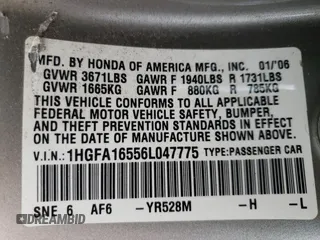 MFD. BY HONDA OF AMERICA MFG., INC. 01/06
GVWR 3671LBS GAWR F 1940LBS R 1731LBS
GVWR 1665KG GAWR F 880KG R 785KG
THIS VEHICLE CONFORMS TO ALL APPLICABLE
FEDERAL MOTOR VEHICLE SAFETY, BUMPER,
AND THEFT PREVENTION STANDARDS IN EFFECT
ON THE DATE OF MANUFACTURE SHOWN ABOVE.
V.I.N.: 1HGFA16556L047775 TYPE: PASSENGER CAR
SNE 6 AF6 -YR528M -H -L
DREAMBID.COM